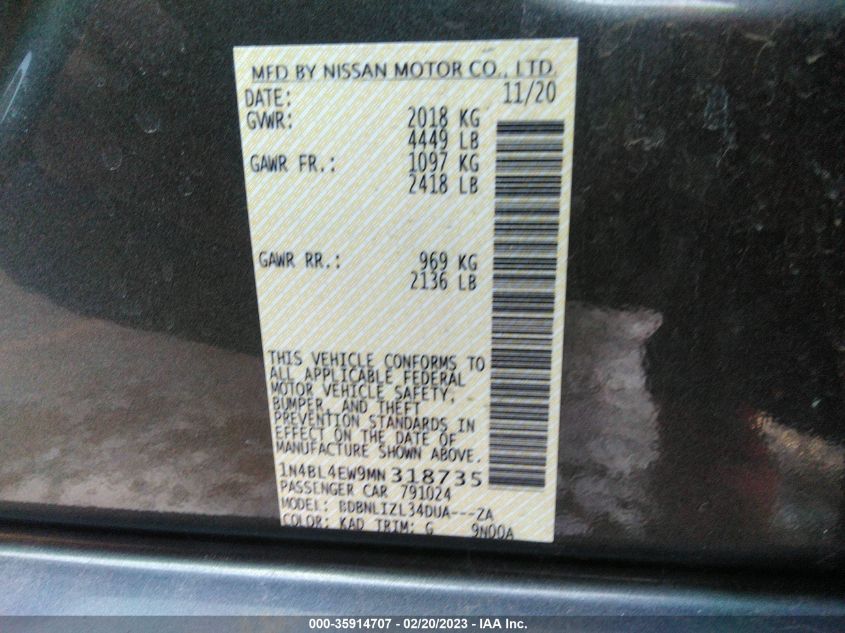 MFD BY NISSAN MOTOR CO., LTD.
DATE: 11/20
GVWR: 2018 KG
4449 LB
GAWR FR.: 1097 KG
2418 LB
GAWR RR.: 969 KG
2136 LB
THIS VEHICLE CONFORMS TO
ALL APPLICABLE FEDERAL
MOTOR VEHICLE SAFETY,
BUMPER, AND THEFT
PREVENTION STANDARDS IN
EFFECT ON THE DATE OF
MANUFACTURE SHOWN ABOVE.
1N4BL4EW9MN318735
PASSENGER CAR 791024
MODEL: BDBNLIZL34DUA---ZA
COLOR: KAD TRIM: G 9N00A
000-35914707 - 02/20/2023 - IAA Inc.